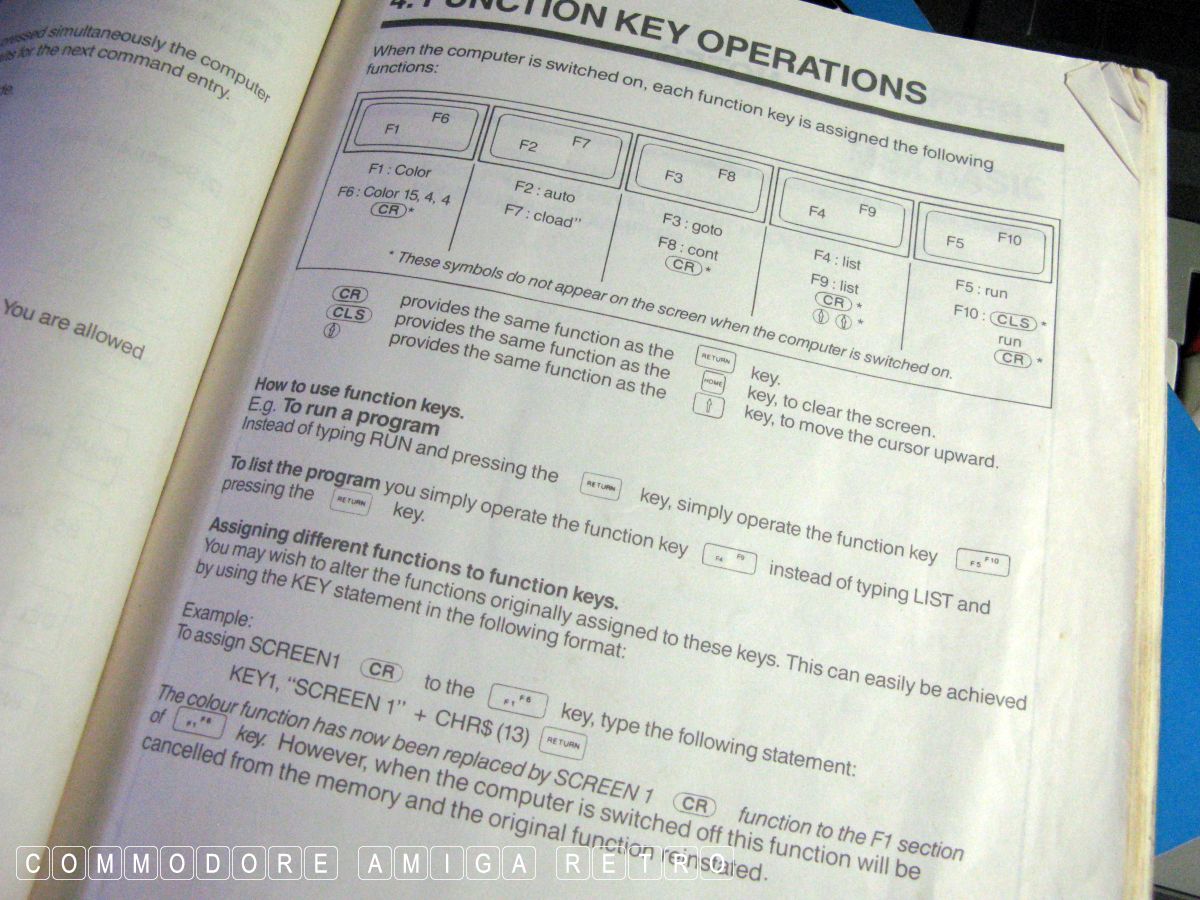 pressed simultaneously the computer
for the next command entry.
You are allowed
4. FUNCTION KEY OPERATIONS
When the computer is switched on, each function key is assigned the following
functions:
F1 F6
F2 F7
F3 F8
F4 F9
F5 F10
F1 : Color
F6 : Color 15, 4, 4
CR *
F2 : auto
F7 : cload"
F3 : goto
F8 : cont
CR *
F4 : list
F9 : list
CR *
⇧ ⇧ *
F5 : run
F10 : CLS *
run
CR *
* These symbols do not appear on the screen when the computer is switched on.
CR provides the same function as the RETURN key.
CLS provides the same function as the HOME key, to clear the screen.
⇧ provides the same function as the ⇧ key, to move the cursor upward.
How to use function keys.
E.g. To run a program
Instead of typing RUN and pressing the RETURN key, simply operate the function key F5 F10
To list the program you simply operate the function key F4 F9 instead of typing LIST and
pressing the RETURN key.
Assigning different functions to function keys.
You may wish to alter the functions originally assigned to these keys. This can easily be achieved
by using the KEY statement in the following format:
Example:
To assign SCREEN1 CR to the F1 F6 key, type the following statement:
KEY1, "SCREEN 1" + CHR$ (13) RETURN
The colour function has now been replaced by SCREEN 1 CR function to the F1 section
of F1 F6 key. However, when the computer is switched off this function will be
cancelled from the memory and the original function reinstated.
COMMODORE AMIGA RETRO